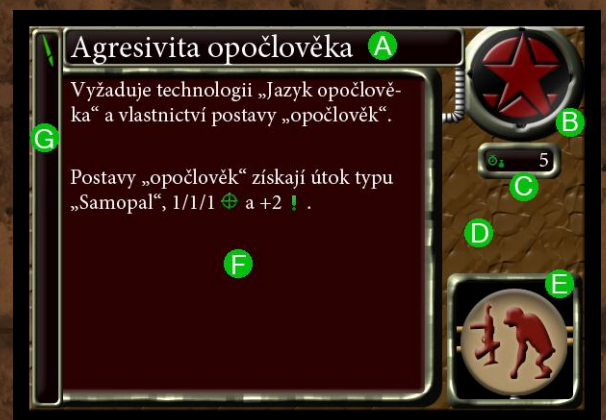 Agresivita opočlověka A
Vyžaduje technologii „Jazyk opočlově-
ka“ a vlastnictví postavy „opočlověk“.
B
G
5
C
Postavy „opočlověk“ získají útok typu
„Samopal“, 1/1/1 a +2 ! .
D
F
E